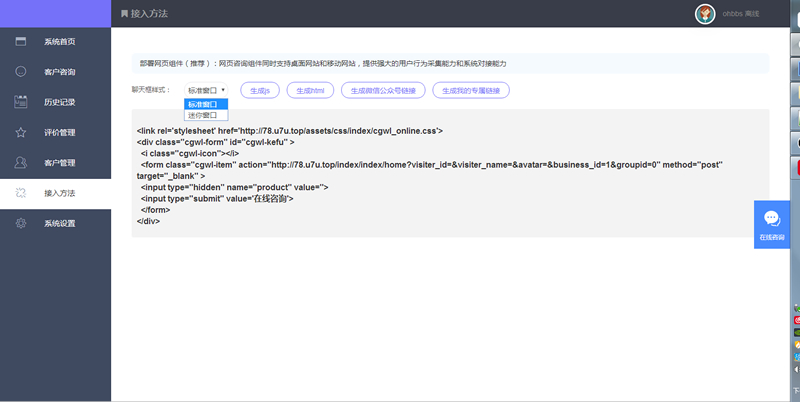 接入方法
ohbbs 离线
系统首页
客户咨询
历史记录
评价管理
客户管理
接入方法
系统设置
部署网页组件（推荐）：网页咨询组件同时支持桌面网站和移动网站，提供强大的用户行为采集能力和系统对接能力
聊天框样式： 标准窗口 生成js 生成html 生成微信公众号链接 生成我的专属链接
标准窗口
迷你窗口
<link rel='stylesheet' href='http://78.u7u.top/assets/css/index/cgwl_online.css'>
<div class="cgwl-form" id="cgwl-kefu" >
<i class="cgwl-icon"></i>
<form class="cgwl-item" action="http://78.u7u.top/index/index/home?visiter_id=&visiter_name=&avatar=&business_id=1&groupid=0" method="post"
target="_blank" >
<input type="hidden" name="product" value=''>
<input type="submit" value='在线咨询'>
</form>
</div>
在线咨询
下